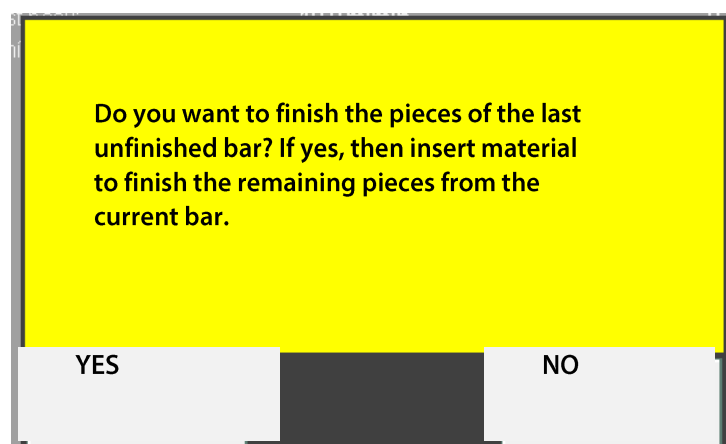 Do you want to finish the pieces of the last
unfinished bar? If yes, then insert material
to finish the remaining pieces from the
current bar.
YES
NO